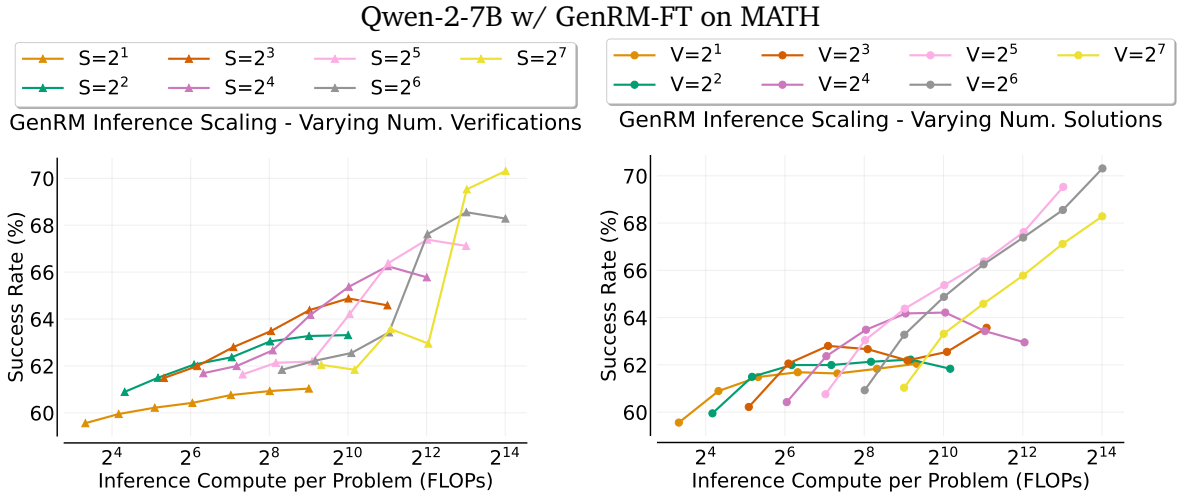 Qwen-2-7B w/ GenRM-FT on MATH
S=2¹ S=2³ S=2⁵ S=2⁷
S=2² S=2⁴ S=2⁶
GenRM Inference Scaling - Varying Num. Verifications
70
68
66
64
62
60
Success Rate (%)
2⁴ 2⁶ 2⁸ 2¹⁰ 2¹² 2¹⁴
Inference Compute per Problem (FLOPs)
V=2¹ V=2³ V=2⁵ V=2⁷
V=2² V=2⁴ V=2⁶
GenRM Inference Scaling - Varying Num. Solutions
70
68
66
64
62
60
Success Rate (%)
2⁴ 2⁶ 2⁸ 2¹⁰ 2¹² 2¹⁴
Inference Compute per Problem (FLOPs)